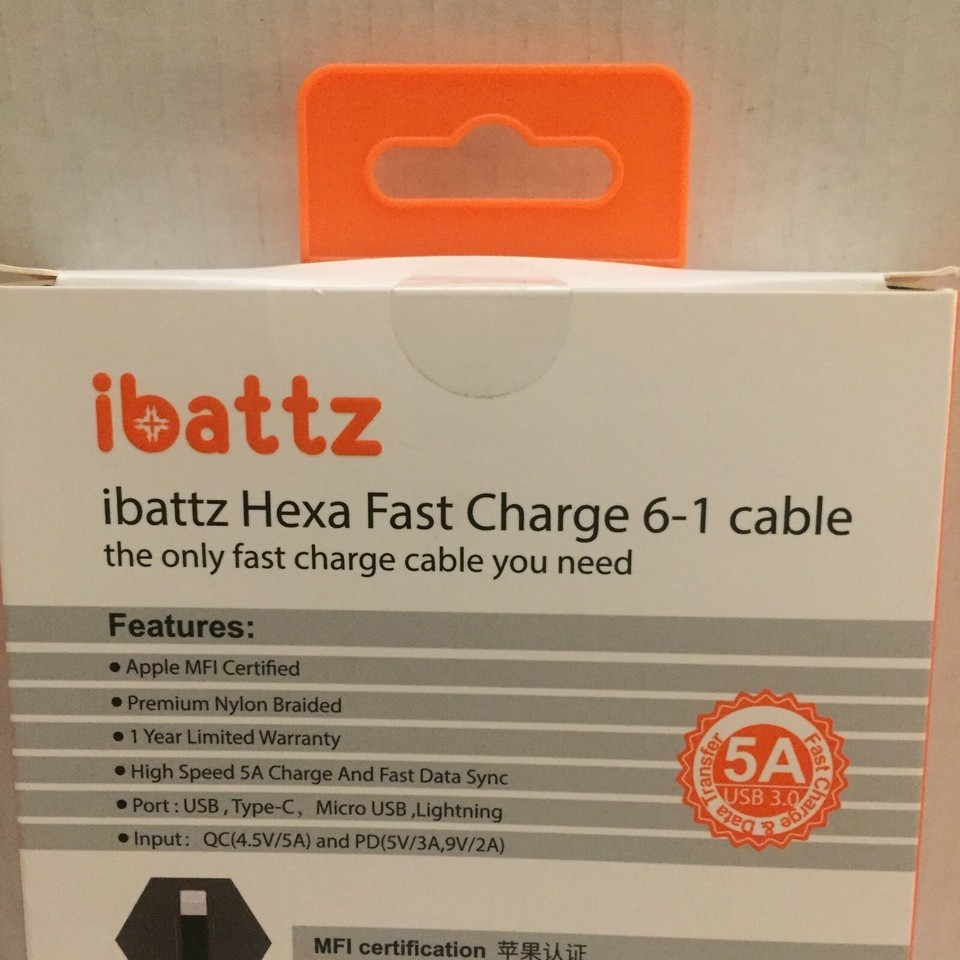 ibattz
ibattz Hexa Fast Charge 6-1 cable
the only fast charge cable you need
Features:
● Apple MFI Certified
● Premium Nylon Braided
● 1 Year Limited Warranty
● High Speed 5A Charge And Fast Data Sync
● Port : USB , Type-C， Micro USB ,Lightning
● Input： QC(4.5V/5A) and PD(5V/3A,9V/2A)
5A
USB 3.0
Fast Charge & Data Transfer
MFI certification 苹果认证